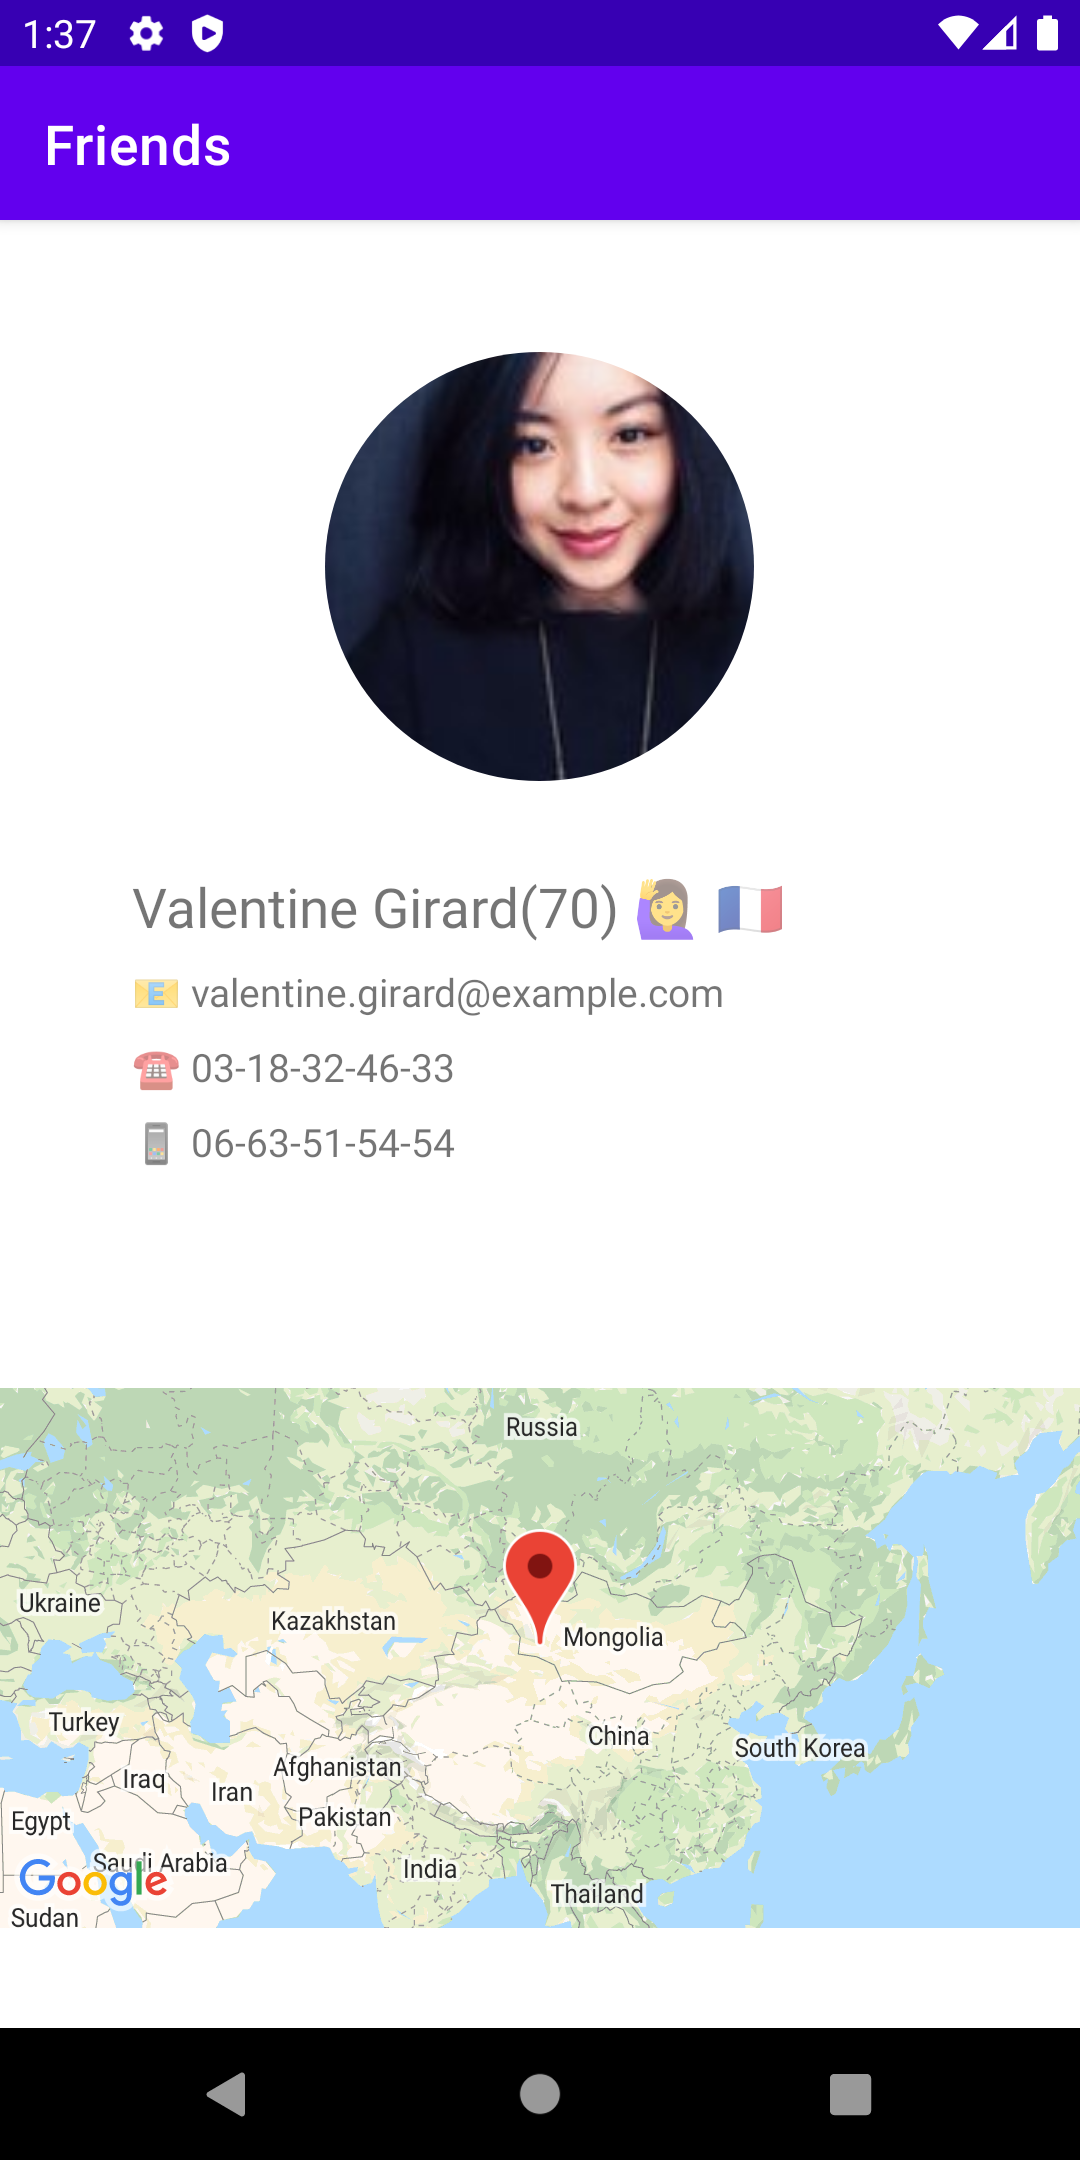 1:37
Friends
Valentine Girard(70) 🙋‍♀️ 🇫🇷
📧 valentine.girard@example.com
☎️ 03-18-32-46-33
📱 06-63-51-54-54
Russia
Ukraine
Kazakhstan
Mongolia
Turkey
China
South Korea
Afghanistan
Iraq
Iran
Pakistan
Egypt
Saudi Arabia
India
Google
Thailand
Sudan